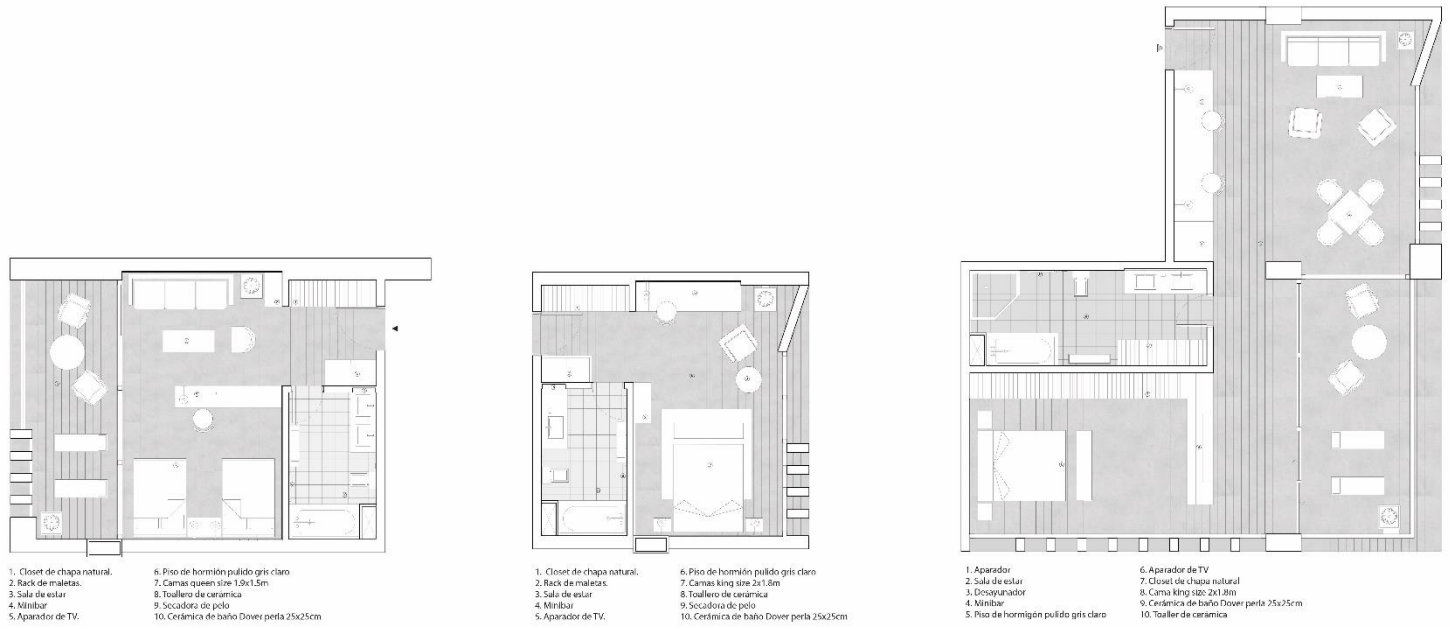 1. Closet de chapa natural.
2. Rack de maletas.
3. Sala de estar
4. Minibar
5. Aparador de TV.
6. Piso de hormión pulido gris claro
7. Camas queen size 1.9x1.5m
8. Toallero de cerámica
9. Secadora de pelo
10. Cerámica de baño Dover perla 25x25cm
1. Closet de chapa natural.
2. Rack de maletas.
3. Sala de estar
4. Minibar
5. Aparador de TV.
6. Piso de hormión pulido gris claro
7. Camas king size 2x1.8m
8. Toallero de cerámica
9. Secadora de pelo
10. Cerámica de baño Dover perla 25x25cm
1. Aparador
2. Sala de estar
3. Desayunador
4. Minibar
5. Piso de hormigón pulido gris claro
6. Aparador de TV
7. Closet de chapa natural
8. Cama king size 2x1.8m
9. Cerámica de baño Dover perla 25x25cm
10. Toaller de cerámica